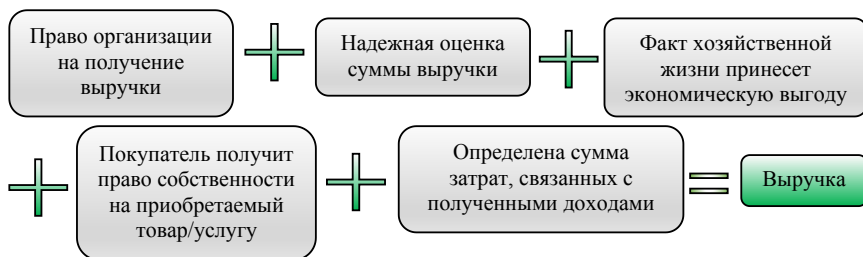 Право организации
на получение
выручки
Надежная оценка
суммы выручки
Факт хозяйственной
жизни принесет
экономическую выгоду
Покупатель получит
право собственности
на приобретаемый
товар/услугу
Определена сумма
затрат, связанных с
полученными доходами
Выручка